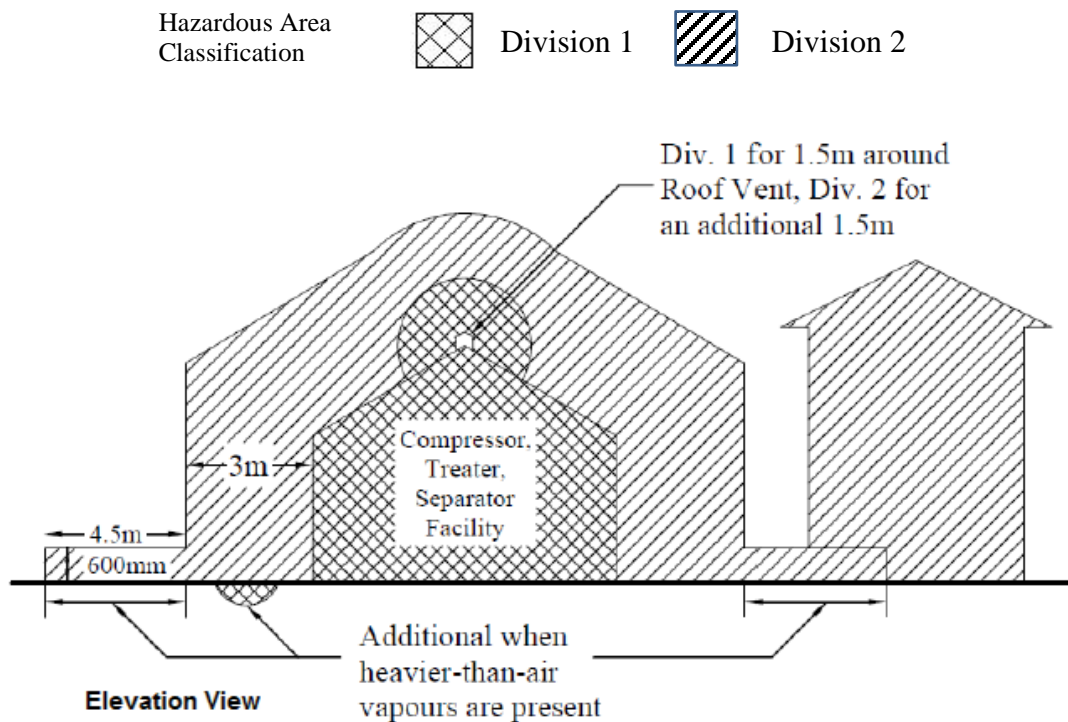 Hazardous Area
Classification
Division 1
Division 2
Div. 1 for 1.5m around
Roof Vent, Div. 2 for
an additional 1.5m
Compressor,
Treater,
Separator
Facility
3m
4.5m
600mm
Additional when
heavier-than-air
vapours are present
Elevation View